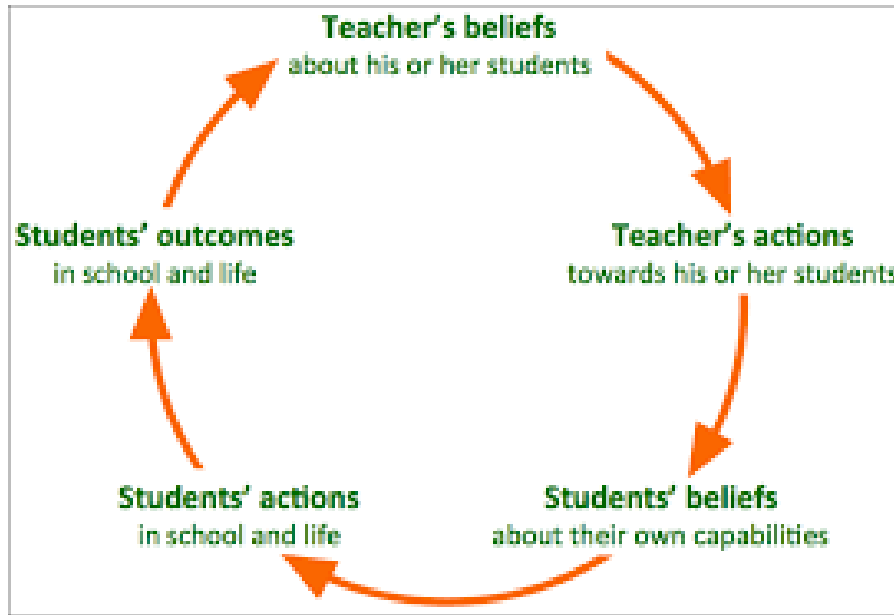 Teacher's beliefs
about his or her students
Teacher's actions
towards his or her students
Students' beliefs
about their own capabilities
Students' actions
in school and life
Students' outcomes
in school and life